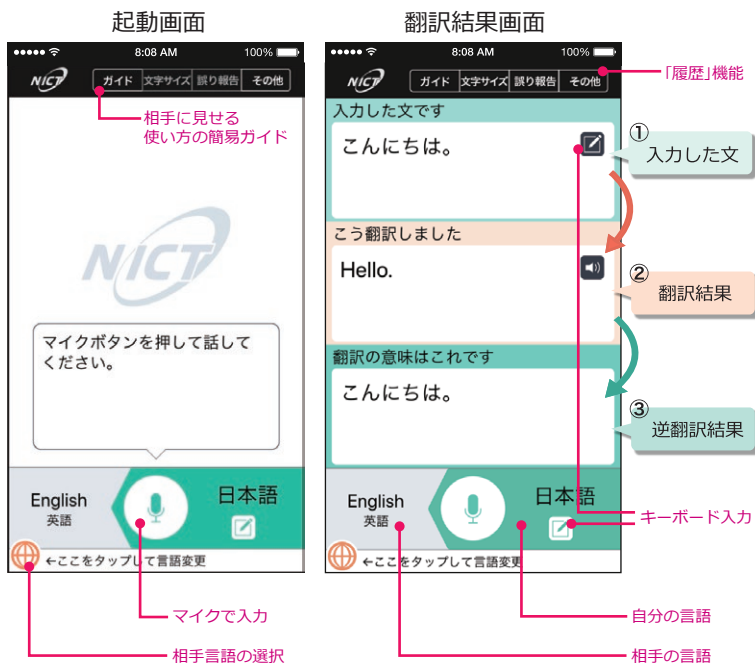 起動画面
8:08 AM
100%
NICT
ガイド
文字サイズ
誤り報告
その他
相手に見せる
使い方の簡易ガイド
NICT
マイクボタンを押して話して
ください。
English
英語
日本語
←ここをタップして言語変更
マイクで入力
相手言語の選択
翻訳結果画面
8:08 AM
100%
NICT
ガイド
文字サイズ
誤り報告
その他
「履歴」機能
入力した文です
こんにちは。
①
入力した文
こう翻訳しました
Hello.
②
翻訳結果
翻訳の意味はこれです
こんにちは。
③
逆翻訳結果
English
英語
日本語
キーボード入力
←ここをタップして言語変更
自分の言語
相手の言語